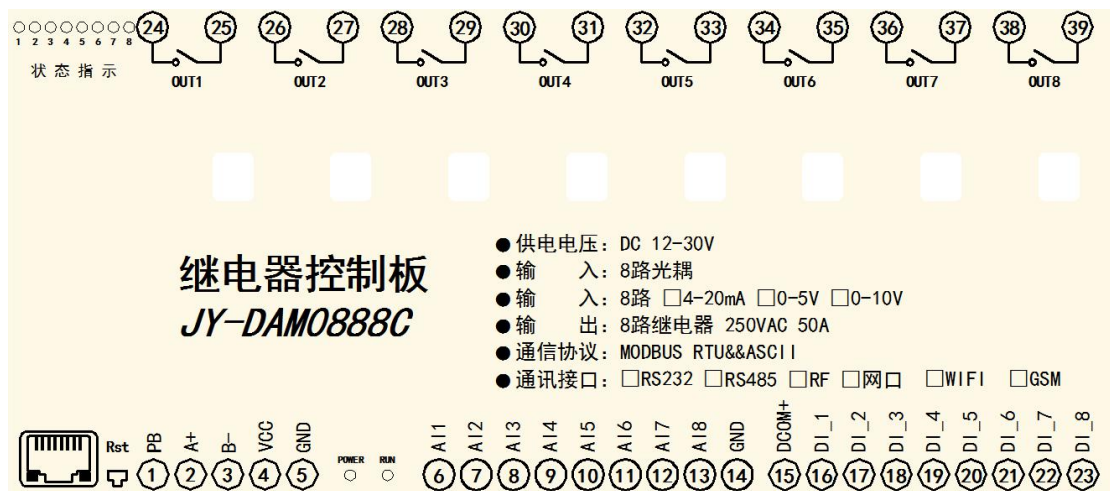 24 25 26 27 28 29 30 31 32 33 34 35 36 37 38 39
1 2 3 4 5 6 7 8
状态指示
OUT1 OUT2 OUT3 OUT4 OUT5 OUT6 OUT7 OUT8
继电器控制板
JY-DAM0888C
●供电电压：DC 12-30V
●输 入：8路光耦
●输 入：8路 □4-20mA □0-5V □0-10V
●输 出：8路继电器 250VAC 50A
●通信协议：MODBUS RTU&&ASCII
●通讯接口：□RS232 □RS485 □RF □网口 □WIFI □GSM
Rst PB A+ B- VCC GND POWER RUN AI1 AI2 AI3 AI4 AI5 AI6 AI7 AI8 GND DCOM+ DI_1 DI_2 DI_3 DI_4 DI_5 DI_6 DI_7 DI_8
1 2 3 4 5 6 7 8 9 10 11 12 13 14 15 16 17 18 19 20 21 22 23